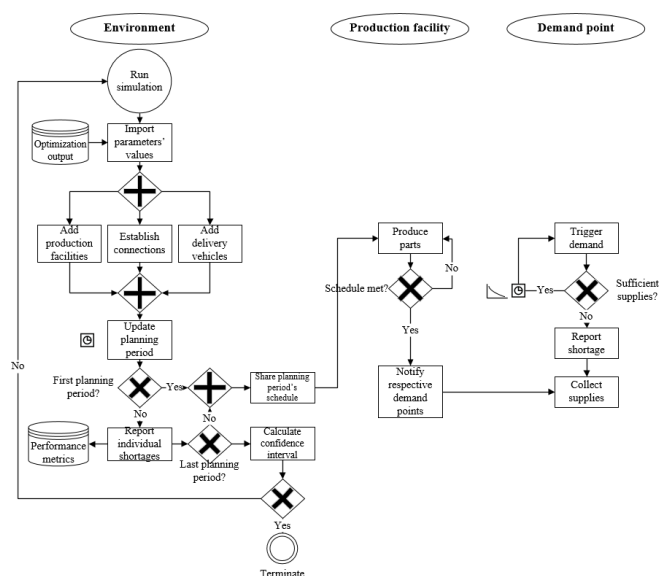 Environment
Production facility
Demand point
Run
simulation
Optimization
output
Import
parameters'
values
Add
production
facilities
Establish
connections
Add
delivery
vehicles
Update
planning
period
First planning
period?
Yes
Share planning
period's
schedule
No
No
No
Performance
metrics
Report
individual
shortages
Last planning
period?
Calculate
confidence
interval
Yes
Terminate
Produce
parts
No
Schedule met?
Yes
Notify
respective
demand
points
Trigger
demand
Yes
Sufficient
supplies?
No
Report
shortage
Collect
supplies